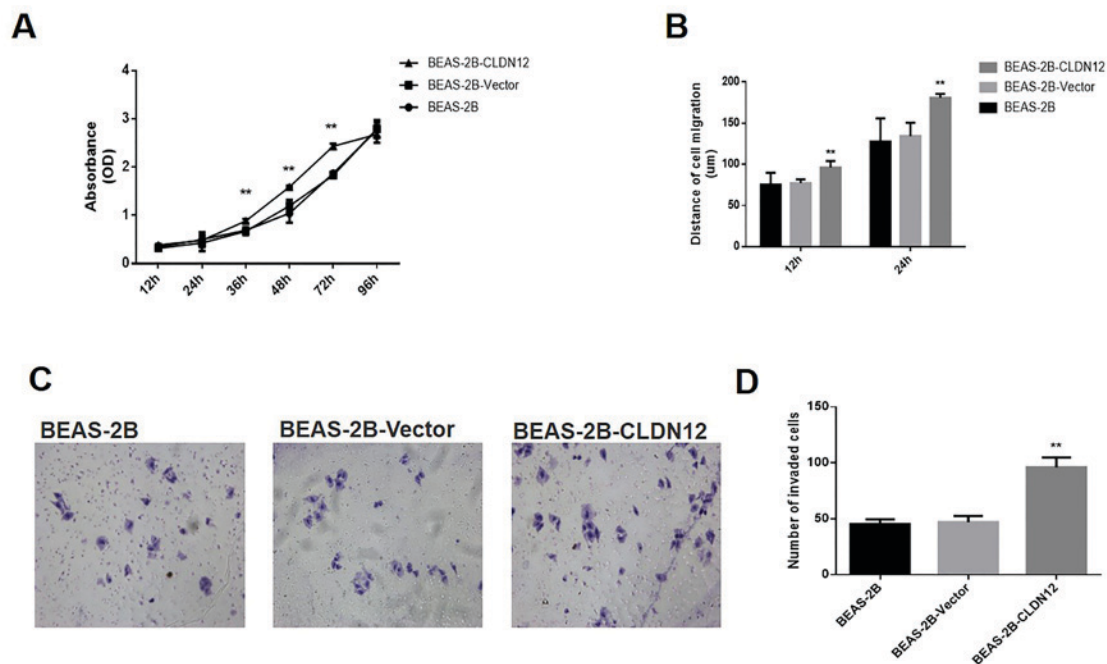 A
Absorbance
(OD)
4
3
2
1
0
12h
24h
36h
48h
72h
96h
**
**
**
BEAS-2B-CLDN12
BEAS-2B-Vector
BEAS-2B
B
Distance of cell migration
(um)
200
150
100
50
0
12h
24h
**
**
BEAS-2B-CLDN12
BEAS-2B-Vector
BEAS-2B
C
BEAS-2B
BEAS-2B-Vector
BEAS-2B-CLDN12
D
Number of invaded cells
150
100
50
0
**
BEAS-2B
BEAS-2B-Vector
BEAS-2B-CLDN12